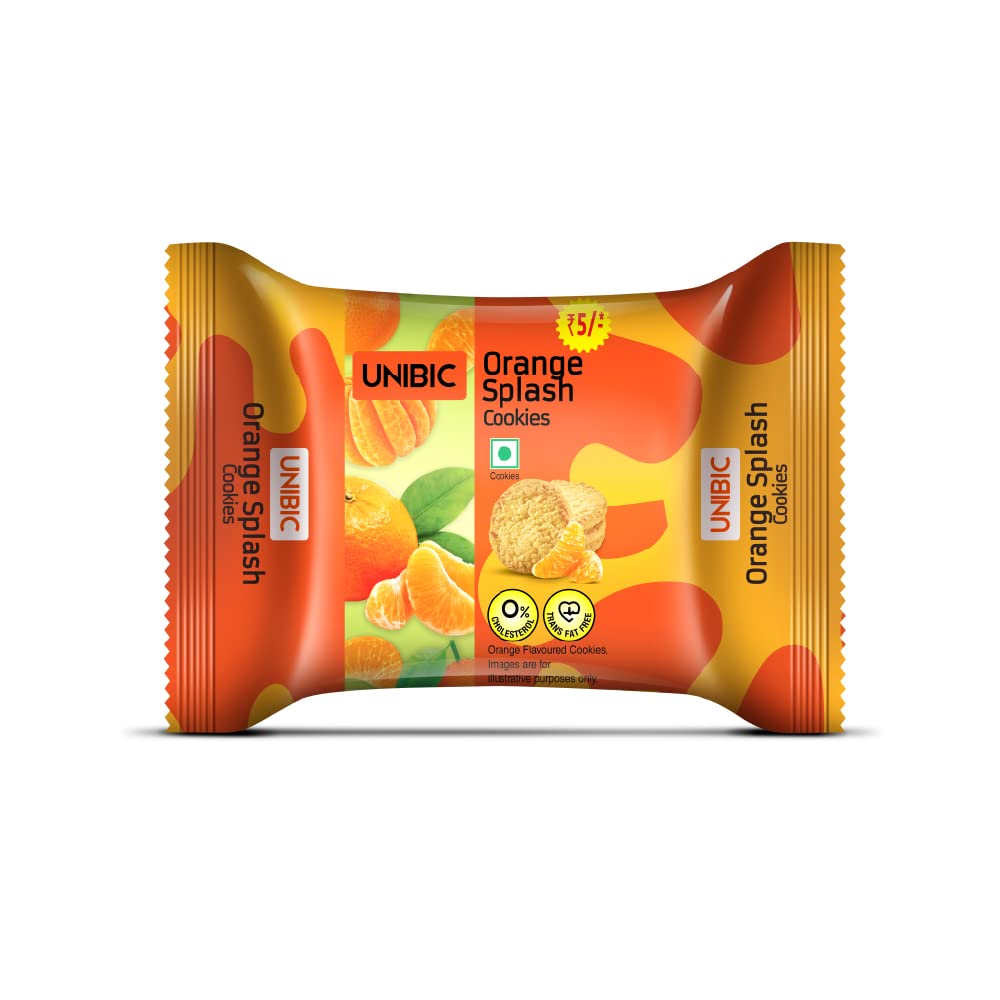 Orange Splash
Cookies
UNIBIC
UNIBIC
₹5/-*
Orange
Splash
Cookies
Cookies
0%
CHOLESTEROL
TRANS FAT FREE
Orange Flavoured Cookies.
Images are for
illustrative purposes only.
UNIBIC
Orange Splash
Cookies